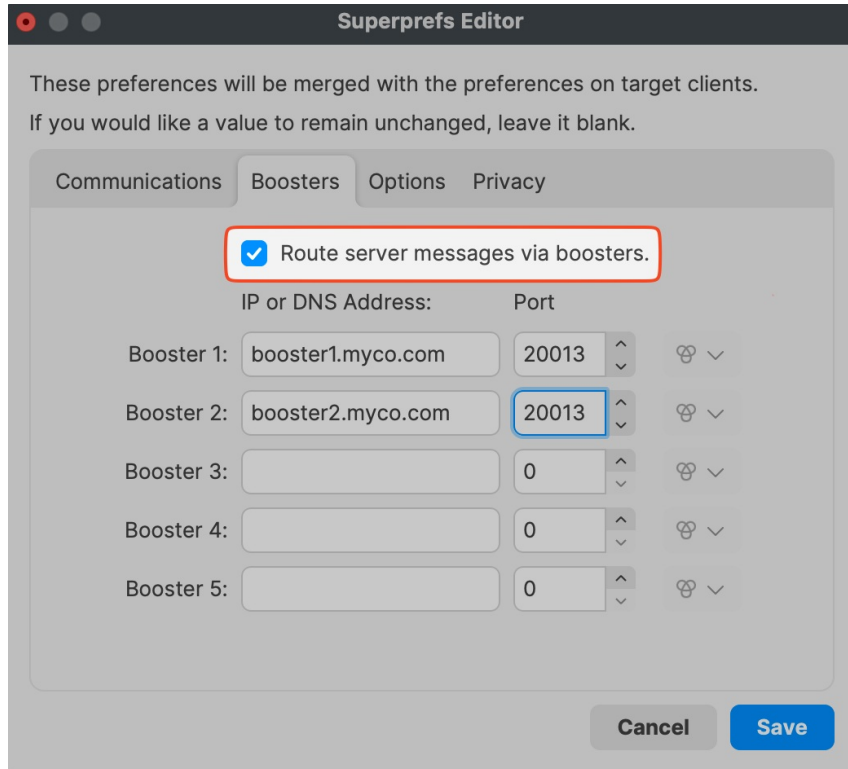 Superprefs Editor
These preferences will be merged with the preferences on target clients.
If you would like a value to remain unchanged, leave it blank.
Communications Boosters Options Privacy
Route server messages via boosters.
IP or DNS Address: Port
Booster 1: booster1.myco.com 20013
Booster 2: booster2.myco.com 20013
Booster 3: 0
Booster 4: 0
Booster 5: 0
Cancel Save